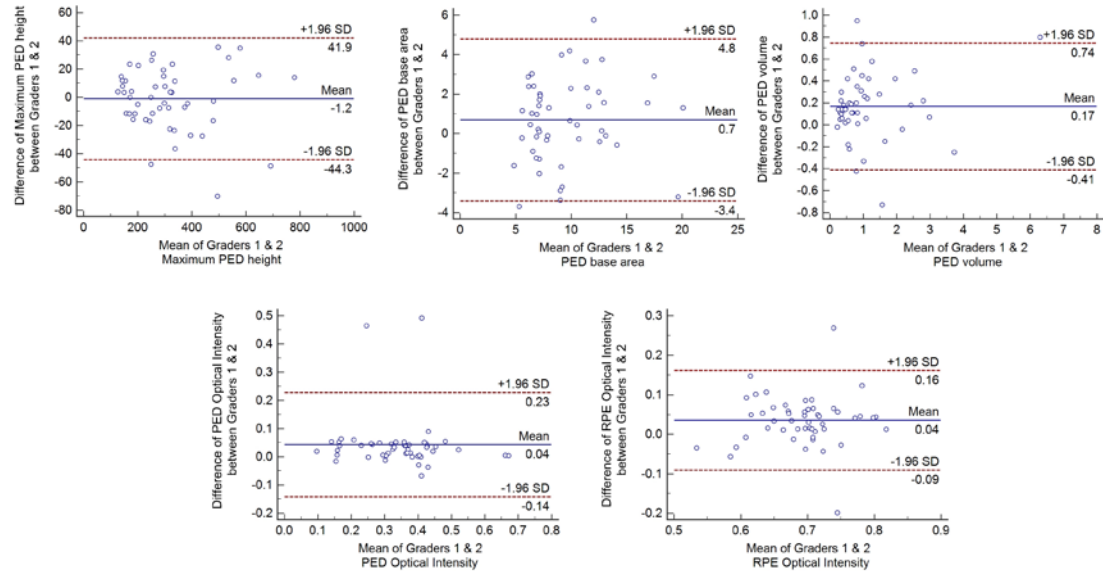 Difference of Maximum PED height
between Graders 1 & 2
60
40
20
0
-20
-40
-60
-80
+1.96 SD
41.9
Mean
-1.2
-1.96 SD
-44.3
0
200
400
600
800
1000
Mean of Graders 1 & 2
Maximum PED height
Difference of PED base area
between Graders 1 & 2
6
4
2
0
-2
-4
+1.96 SD
4.8
Mean
0.7
-1.96 SD
-3.4
0
5
10
15
20
25
Mean of Graders 1 & 2
PED base area
Difference of PED volume
between Graders 1 & 2
1.0
0.8
0.6
0.4
0.2
0.0
-0.2
-0.4
-0.6
-0.8
+1.96 SD
0.74
Mean
0.17
-1.96 SD
-0.41
0
1
2
3
4
5
6
7
8
Mean of Graders 1 & 2
PED volume
Difference of PED Optical Intensity
between Graders 1 & 2
0.5
0.4
0.3
0.2
0.1
0.0
-0.1
-0.2
+1.96 SD
0.23
Mean
0.04
-1.96 SD
-0.14
0.0
0.1
0.2
0.3
0.4
0.5
0.6
0.7
0.8
Mean of Graders 1 & 2
PED Optical Intensity
Difference of RPE Optical Intensity
between Graders 1 & 2
0.3
0.2
0.1
0.0
-0.1
-0.2
+1.96 SD
0.16
Mean
0.04
-1.96 SD
-0.09
0.5
0.6
0.7
0.8
0.9
Mean of Graders 1 & 2
RPE Optical Intensity